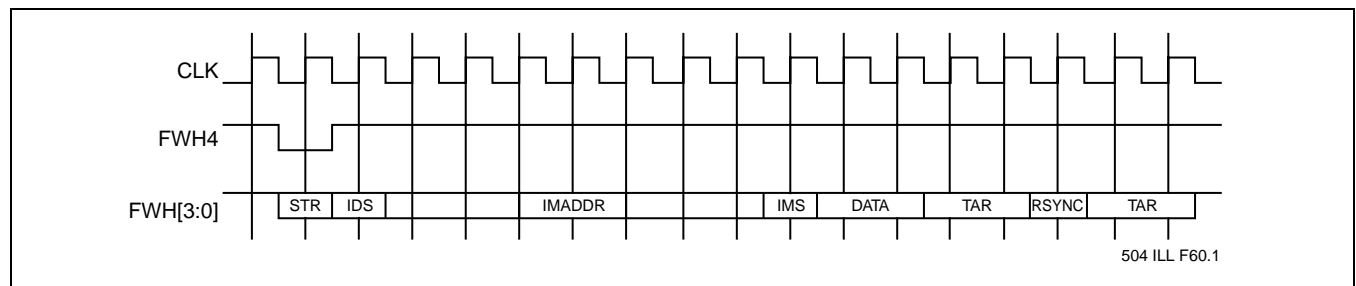 CLK
FWH4
FWH[3:0]
STR IDS IMADDR IMS DATA TAR RSYNC TAR
504 ILL F60.1